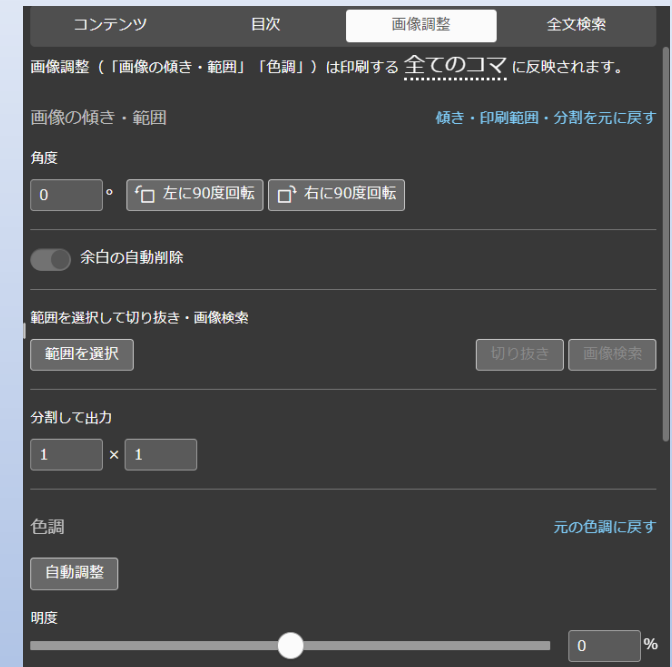 コンテンツ 目次 画像調整 全文検索
画像調整（「画像の傾き・範囲」「色調」）は印刷する 全てのコマ に反映されます。
画像の傾き・範囲 傾き・印刷範囲・分割を元に戻す
角度
0 ° 左に90度回転 右に90度回転
余白の自動削除
範囲を選択して切り抜き・画像検索
範囲を選択 切り抜き 画像検索
分割して出力
1 × 1
色調 元の色調に戻す
自動調整
明度
0 %